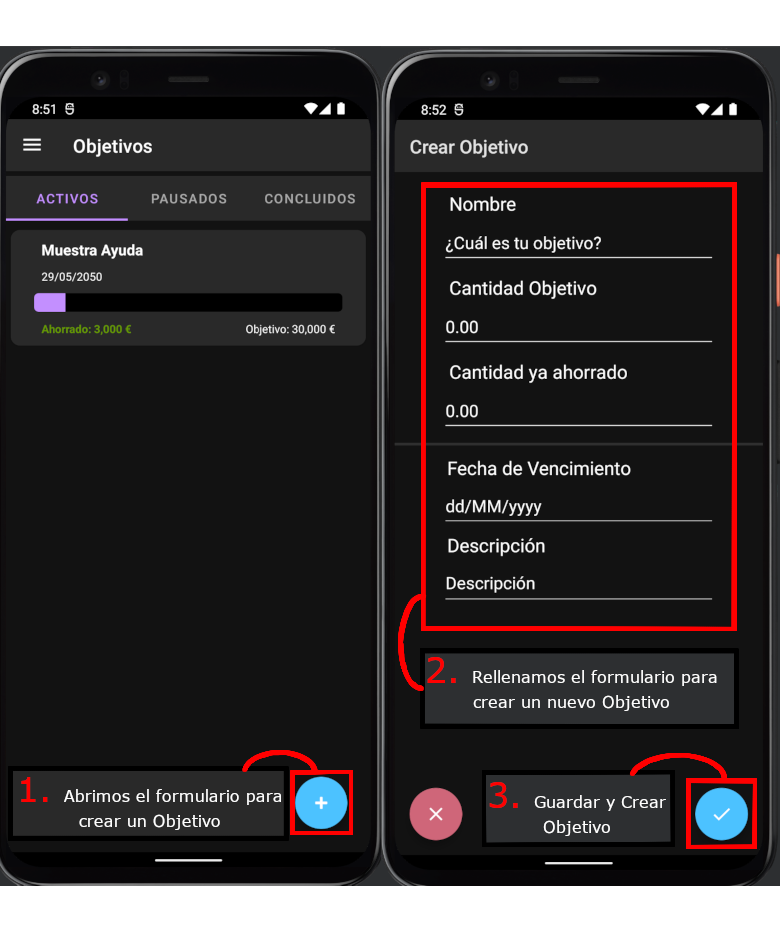 8:51
Objetivos
ACTIVOS PAUSADOS CONCLUIDOS
Muestra Ayuda
29/05/2050
Ahorrado: 3,000 € Objetivo: 30,000 €
1. Abrimos el formulario para
crear un Objetivo
8:52
Crear Objetivo
Nombre
¿Cuál es tu objetivo?
Cantidad Objetivo
0.00
Cantidad ya ahorrado
0.00
Fecha de Vencimiento
dd/MM/yyyy
Descripción
Descripción
2. Rellenamos el formulario para
crear un nuevo Objetivo
3. Guardar y Crear
Objetivo